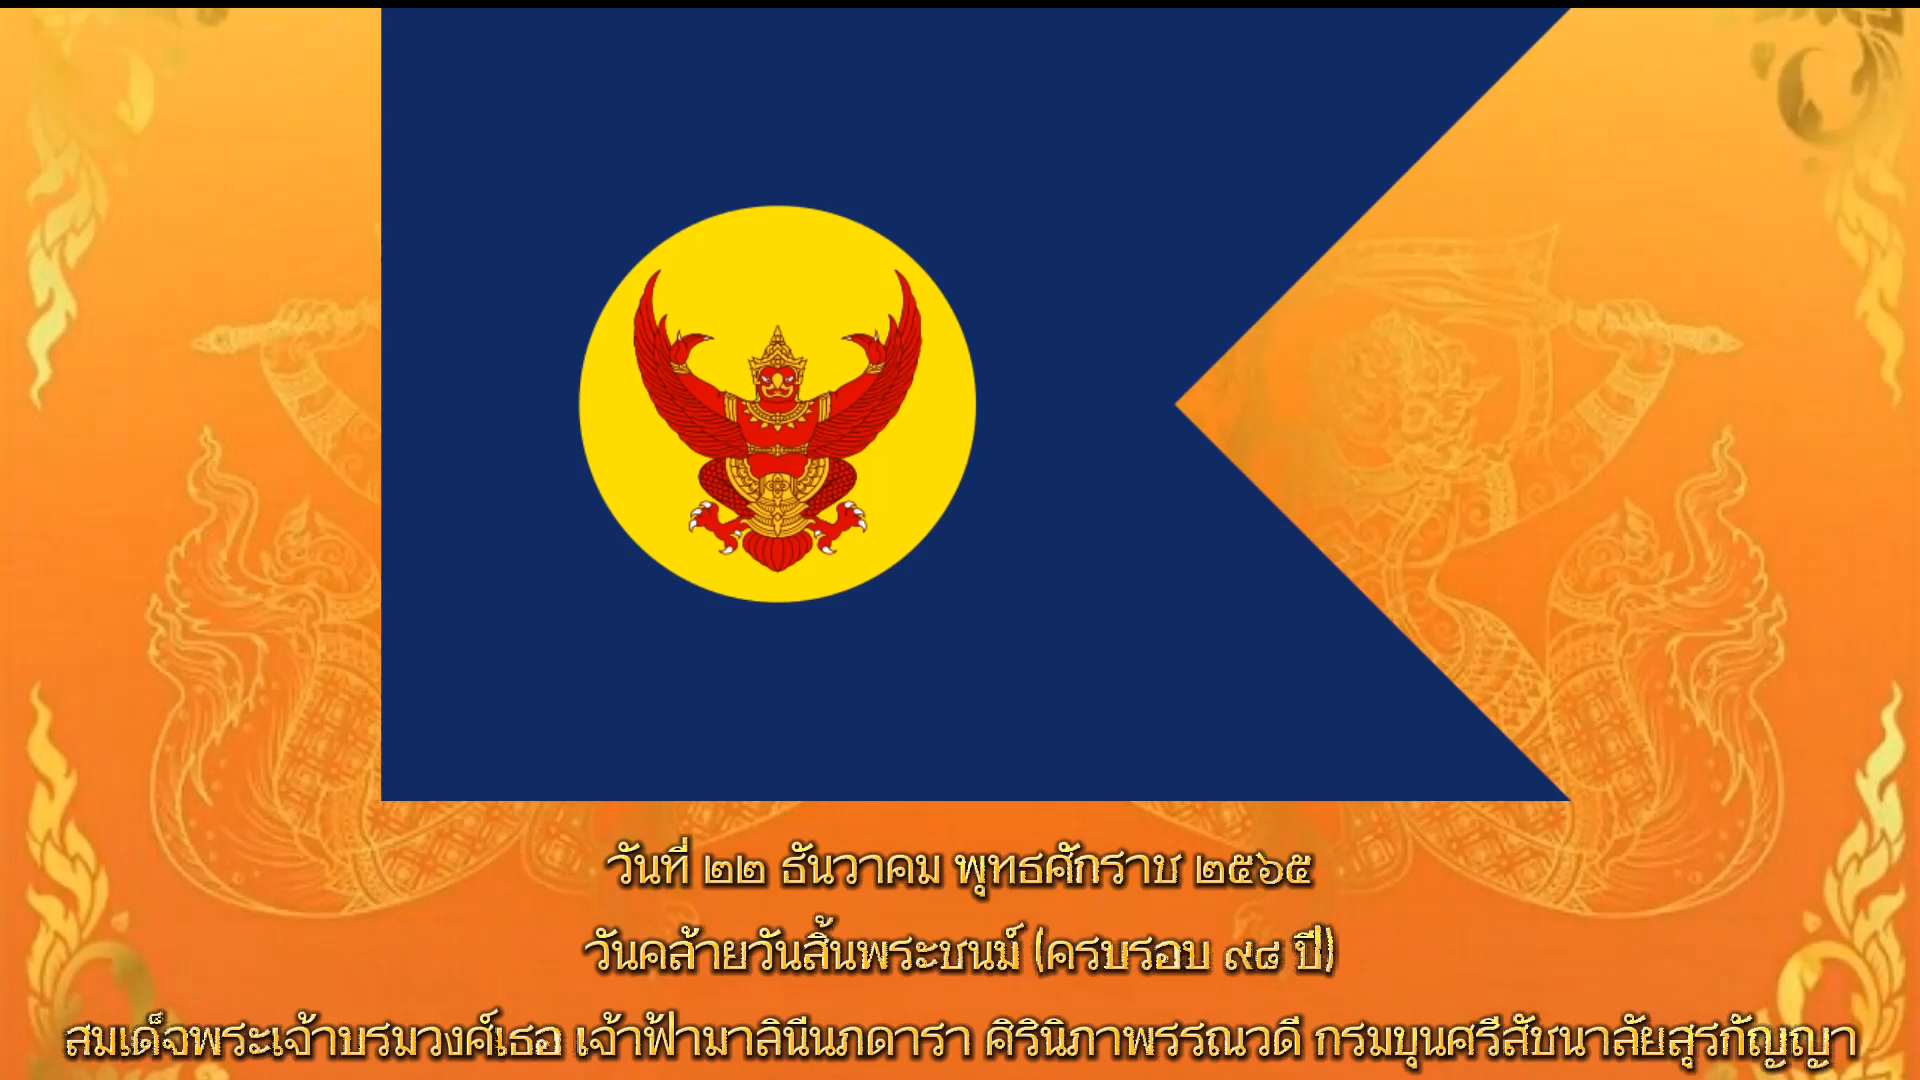 วันที่ ๒๒ ธันวาคม พุทธศักราช ๒๕๖๕
วันคล้ายวันสิ้นพระชนม์ (ครบรอบ ๙๘ ปี)
สมเด็จพระเจ้าบรมวงศ์เธอ เจ้าฟ้ามาลินีนภดารา ศิรินิภาพรรณวดี กรมขุนศรีสัชนาลัยสุรกัญญา